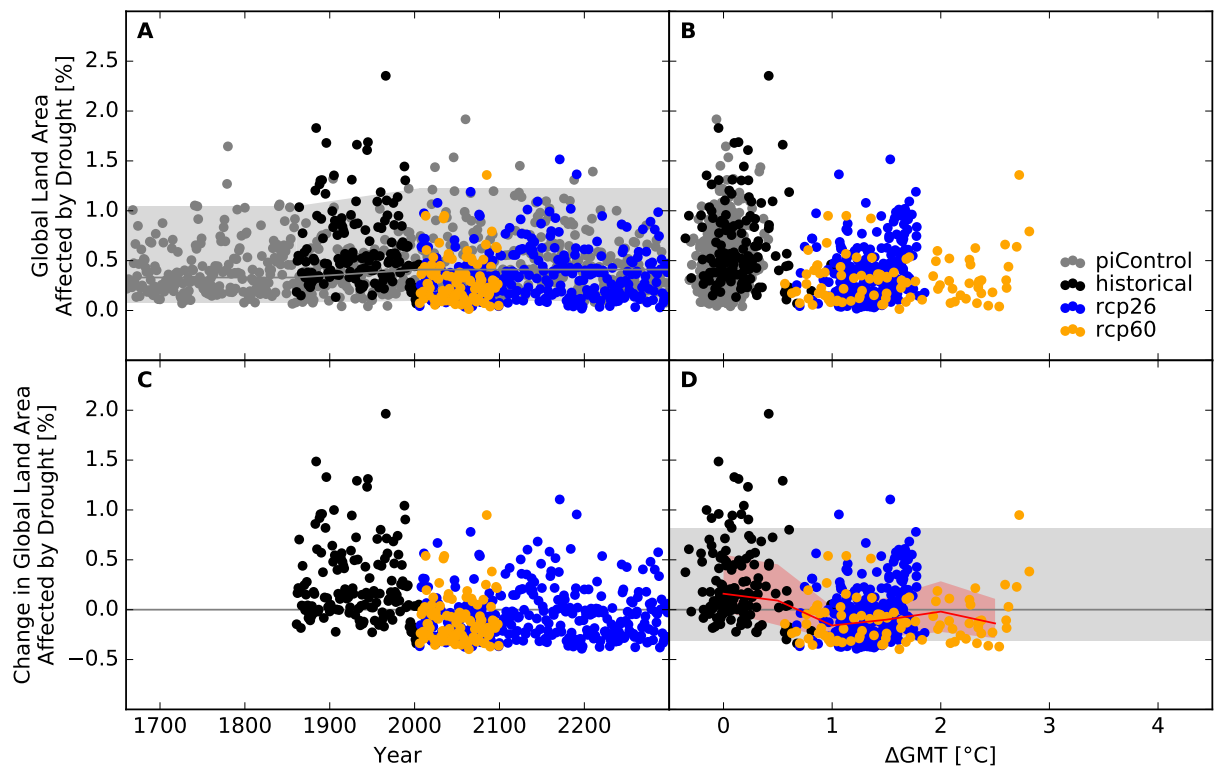 A
B
Global Land Area
Affected by Drought [%]
2.5
2.0
1.5
1.0
0.5
0.0
piControl
historical
rcp26
rcp60
C
D
Change in Global Land Area
Affected by Drought [%]
2.0
1.5
1.0
0.5
0.0
−0.5
1700 1800 1900 2000 2100 2200
0 1 2 3 4
Year
ΔGMT [°C]